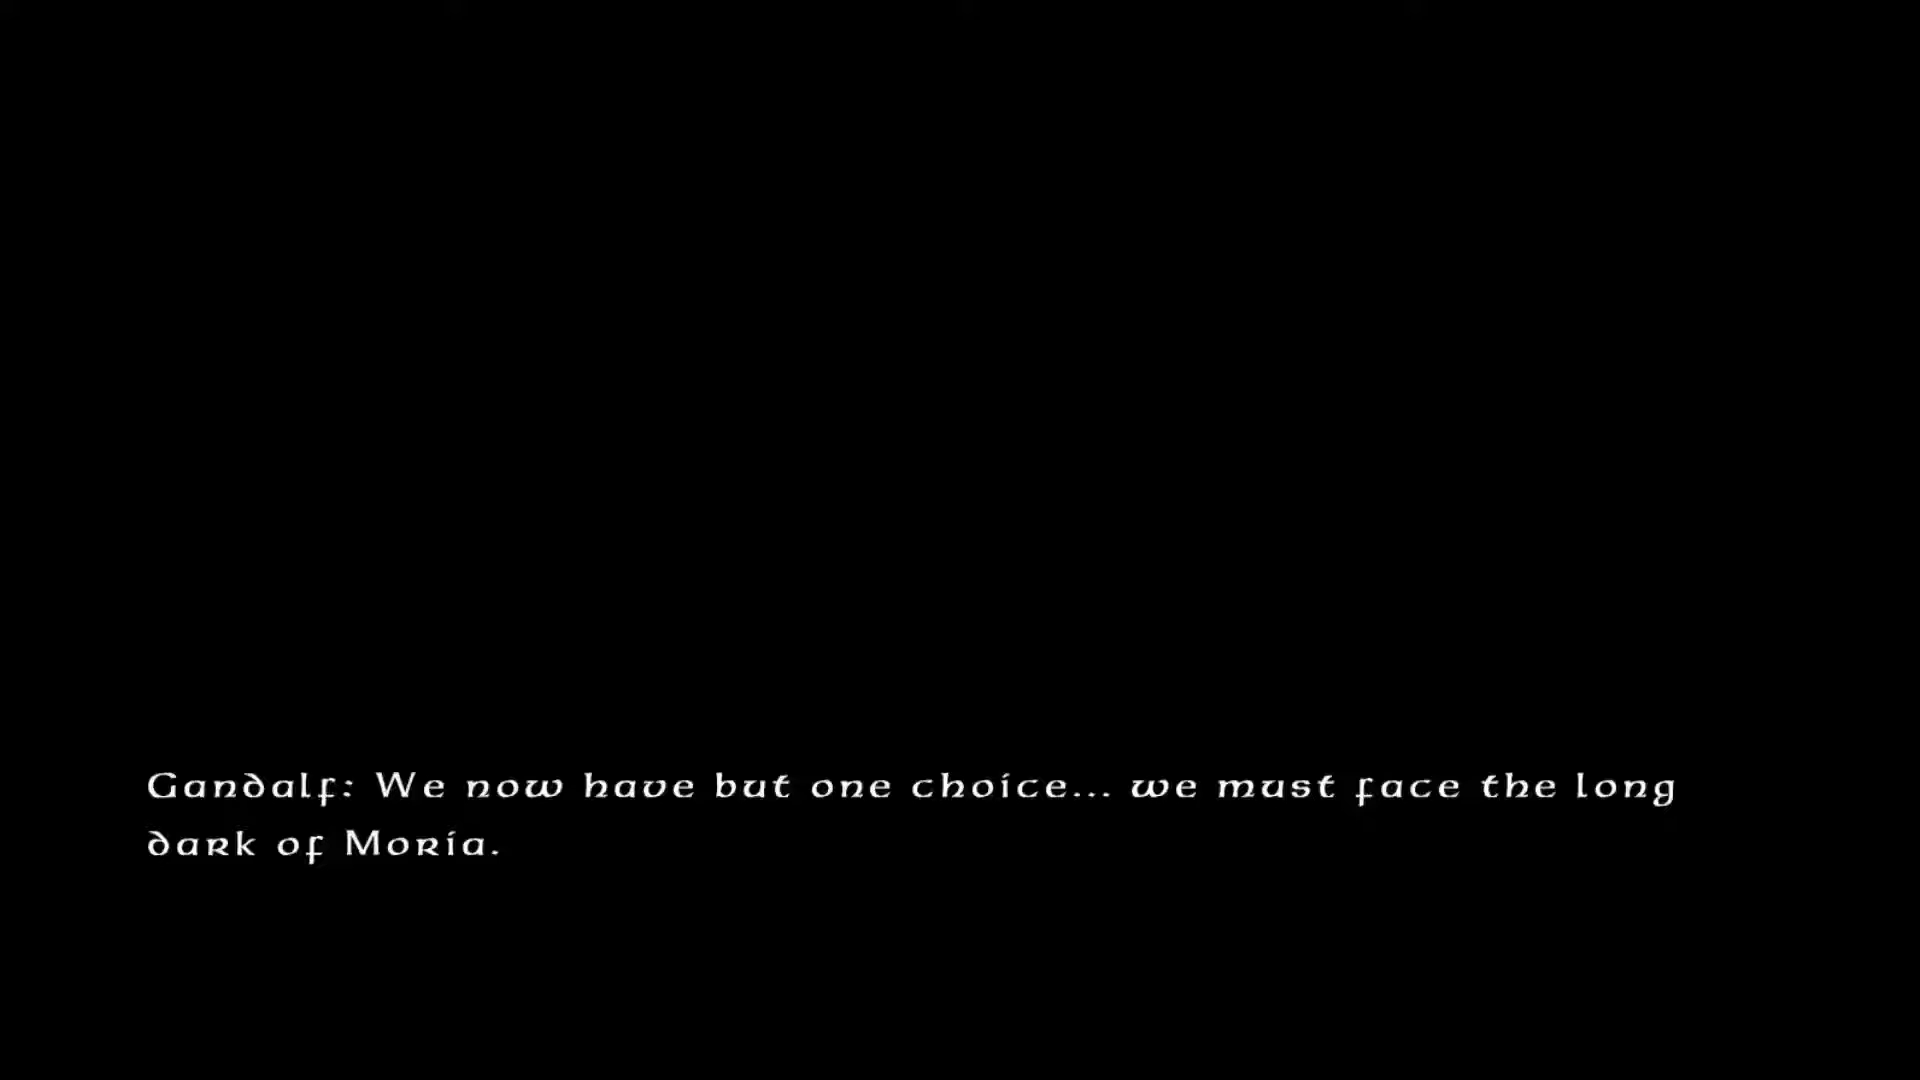 Gandalf: We now have but one choice... we must face the long
dark of Moria.